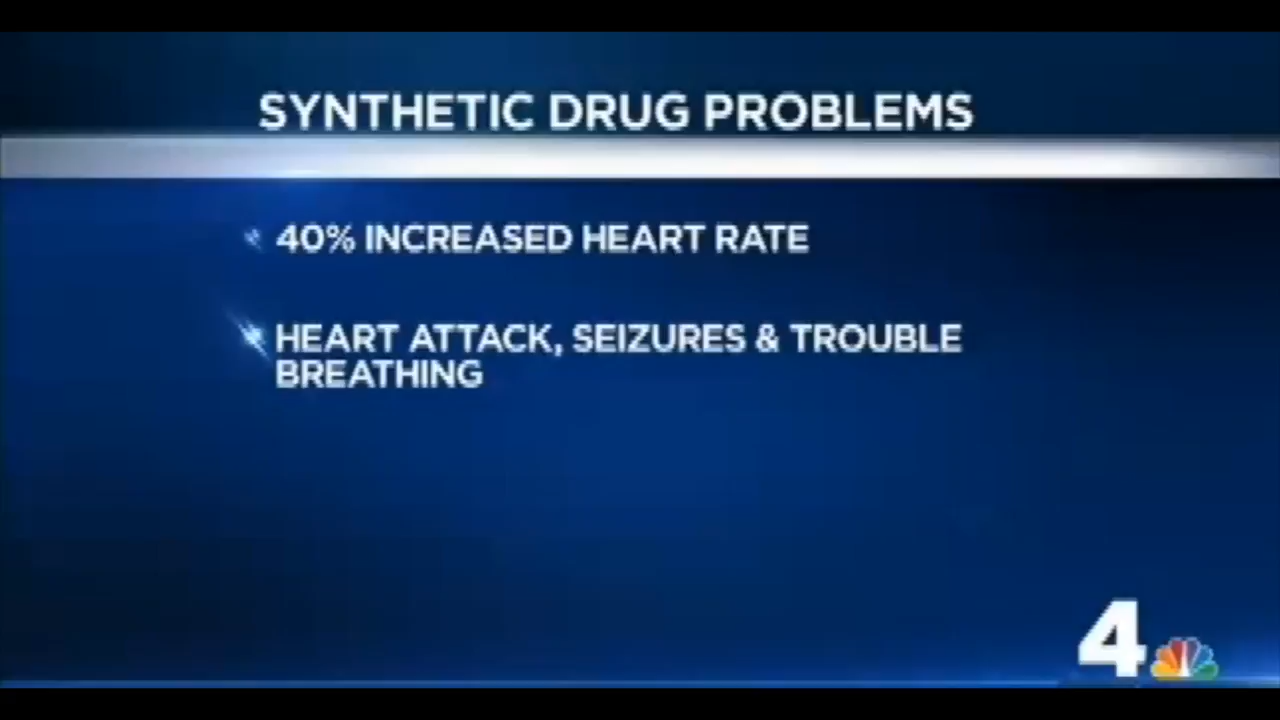 SYNTHETIC DRUG PROBLEMS
40% INCREASED HEART RATE
HEART ATTACK, SEIZURES & TROUBLE
BREATHING
4